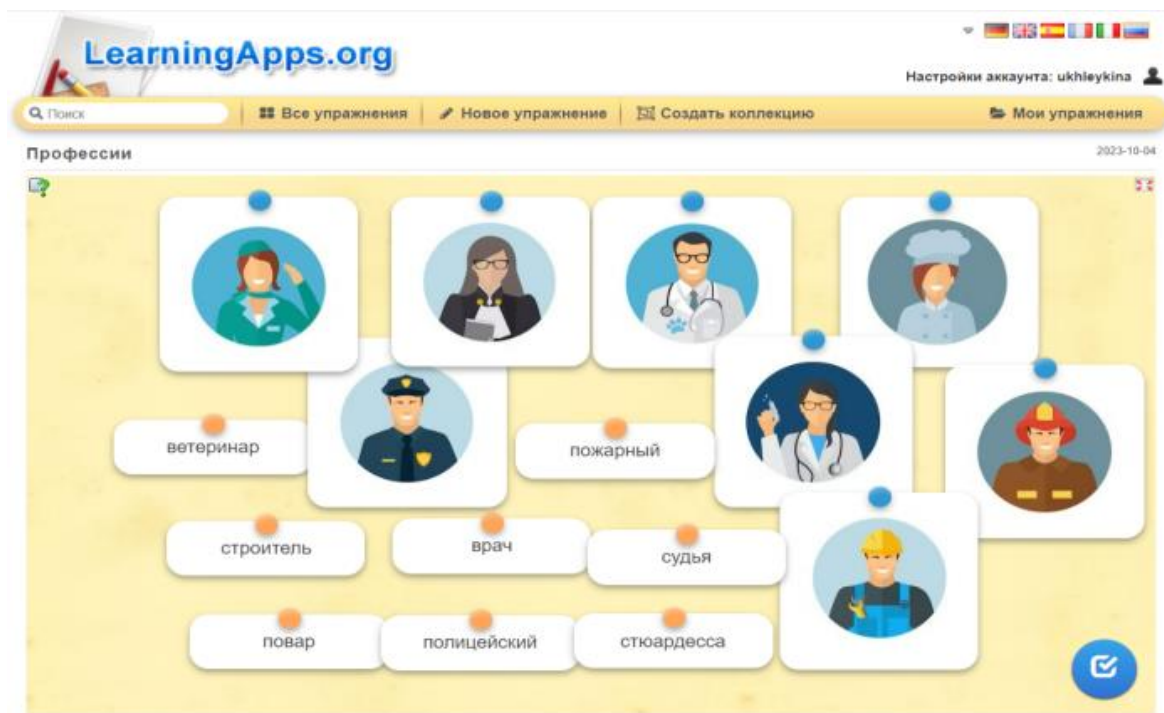 LearningApps.org
Настройки аккаунта: ukhleykina
Поиск
Все упражнения
Новое упражнение
Создать коллекцию
Мои упражнения
Профессии
2023-10-04
ветеринар
пожарный
строитель
врач
судья
повар
полицейский
стюардесса